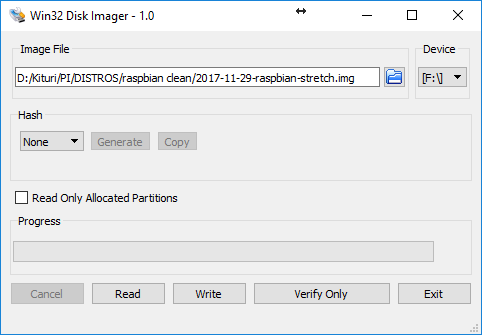 Win32 Disk Imager - 1.0
Image File
Device
D:/Kituri/PI/DISTROS/raspbian clean/2017-11-29-raspbian-stretch.img
[F:\]
Hash
None
Generate
Copy
Read Only Allocated Partitions
Progress
Cancel
Read
Write
Verify Only
Exit